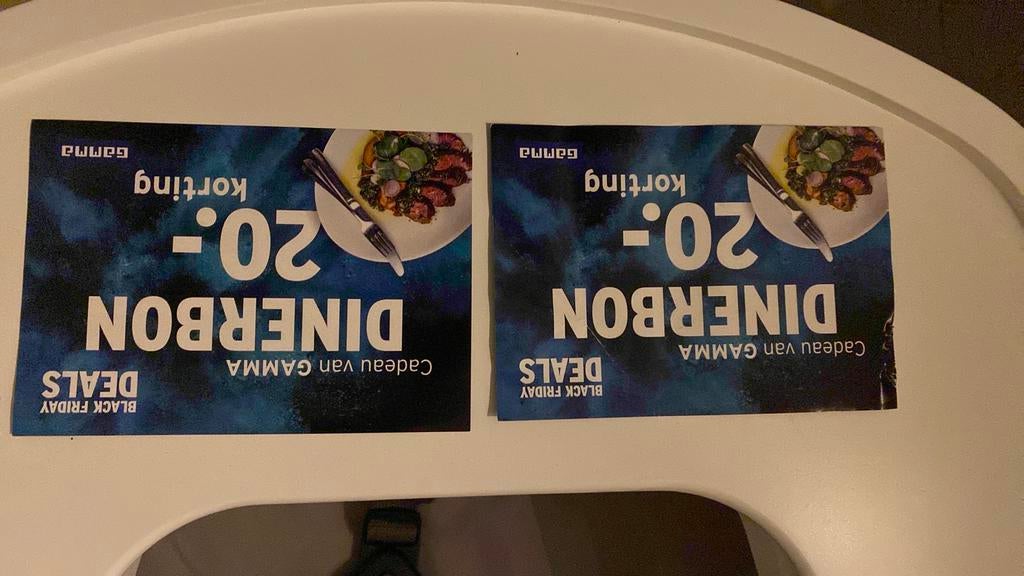 BLACK FRIDAY
DEALS
Cadeau van GAMMA
DINERBON
20.-
korting
GAMMA
BLACK FRIDAY
DEALS
Cadeau van GAMMA
DINERBON
20.-
korting
GAMMA